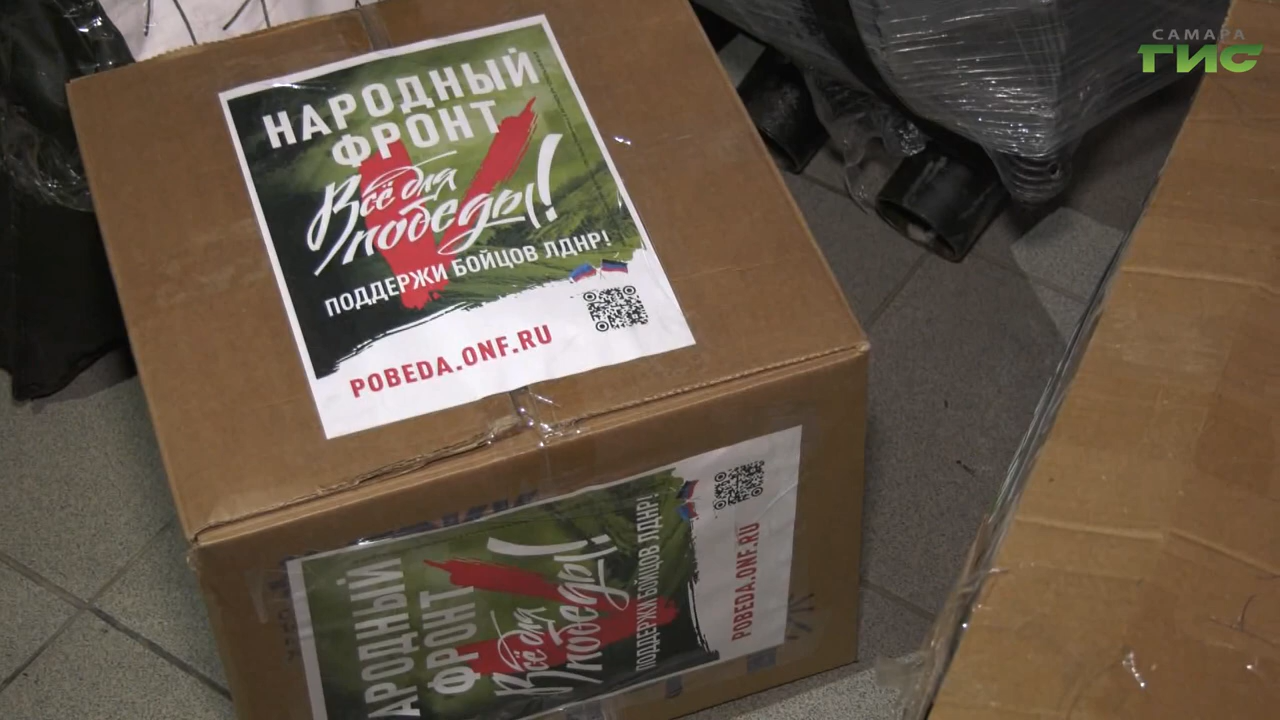 САМАРА
ГИС
НАРОДНЫЙ
ФРОНТ
Всё для
победы!
ПОДДЕРЖИ БОЙЦОВ ЛДНР!
POBEDA.ONF.RU
АРОДНЫЙ
ФРОНТ
Всё для
победы!
ПОДДЕРЖИ БОЙЦОВ ЛДНР!
POBEDA.ONF.RU